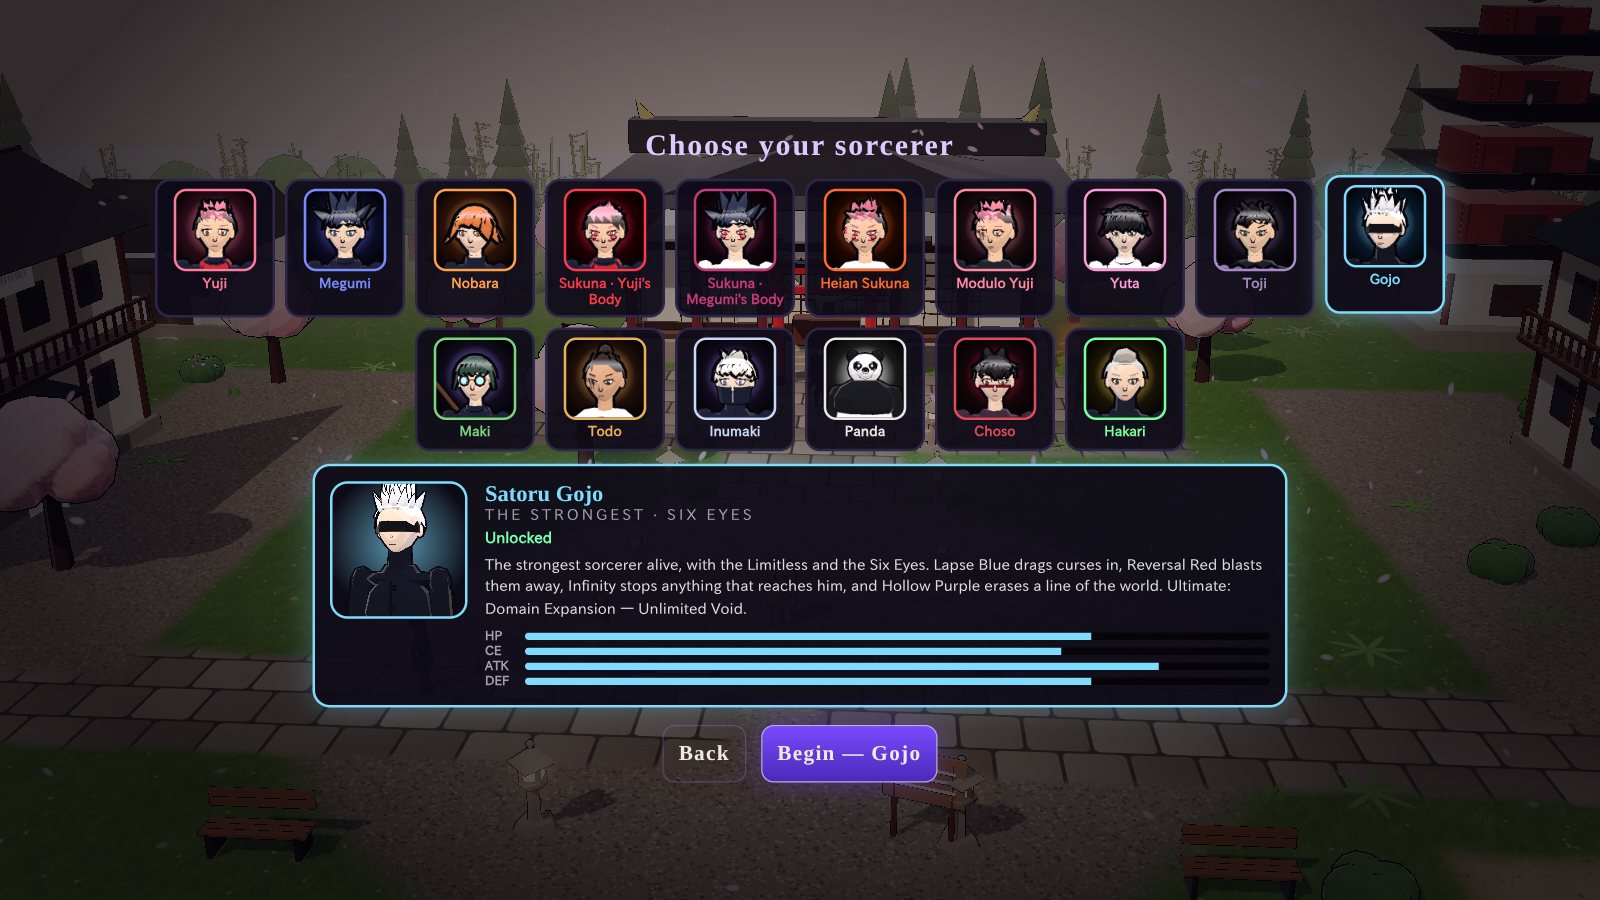 Choose your sorcerer
Yuji
Megumi
Nobara
Sukuna · Yuji's
Body
Sukuna ·
Megumi's Body
Heian Sukuna
Modulo Yuji
Yuta
Toji
Gojo
Maki
Todo
Inumaki
Panda
Choso
Hakari
Satoru Gojo
THE STRONGEST · SIX EYES
Unlocked
The strongest sorcerer alive, with the Limitless and the Six Eyes. Lapse Blue drags curses in, Reversal Red blasts
them away, Infinity stops anything that reaches him, and Hollow Purple erases a line of the world. Ultimate:
Domain Expansion — Unlimited Void.
HP
CE
ATK
DEF
Back
Begin — Gojo